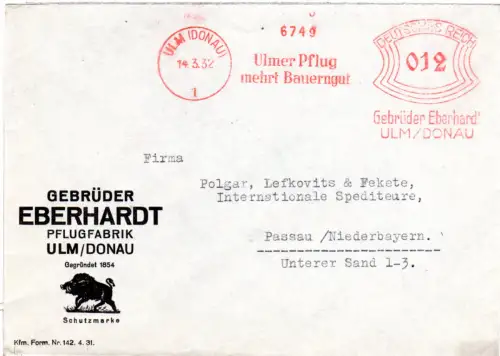 ULM (DONAU)
14.3.32
1
6749
Ulmer Pflug
mehrt Bauerngut
DEUTSCHES REICH
012
Gebrüder Eberhard
ULM/DONAU
Firma
Polgar, Lefkovits & Fekete,
Internationale Spediteure,
Passau /Niederbayern.
Unterer Sand 1-3.
GEBRÜDER
EBERHARDT
PFLUGFABRIK
ULM/DONAU
Gegründet 1854
Schutzmarke
Kfm. Form. Nr. 142. 4. 31.